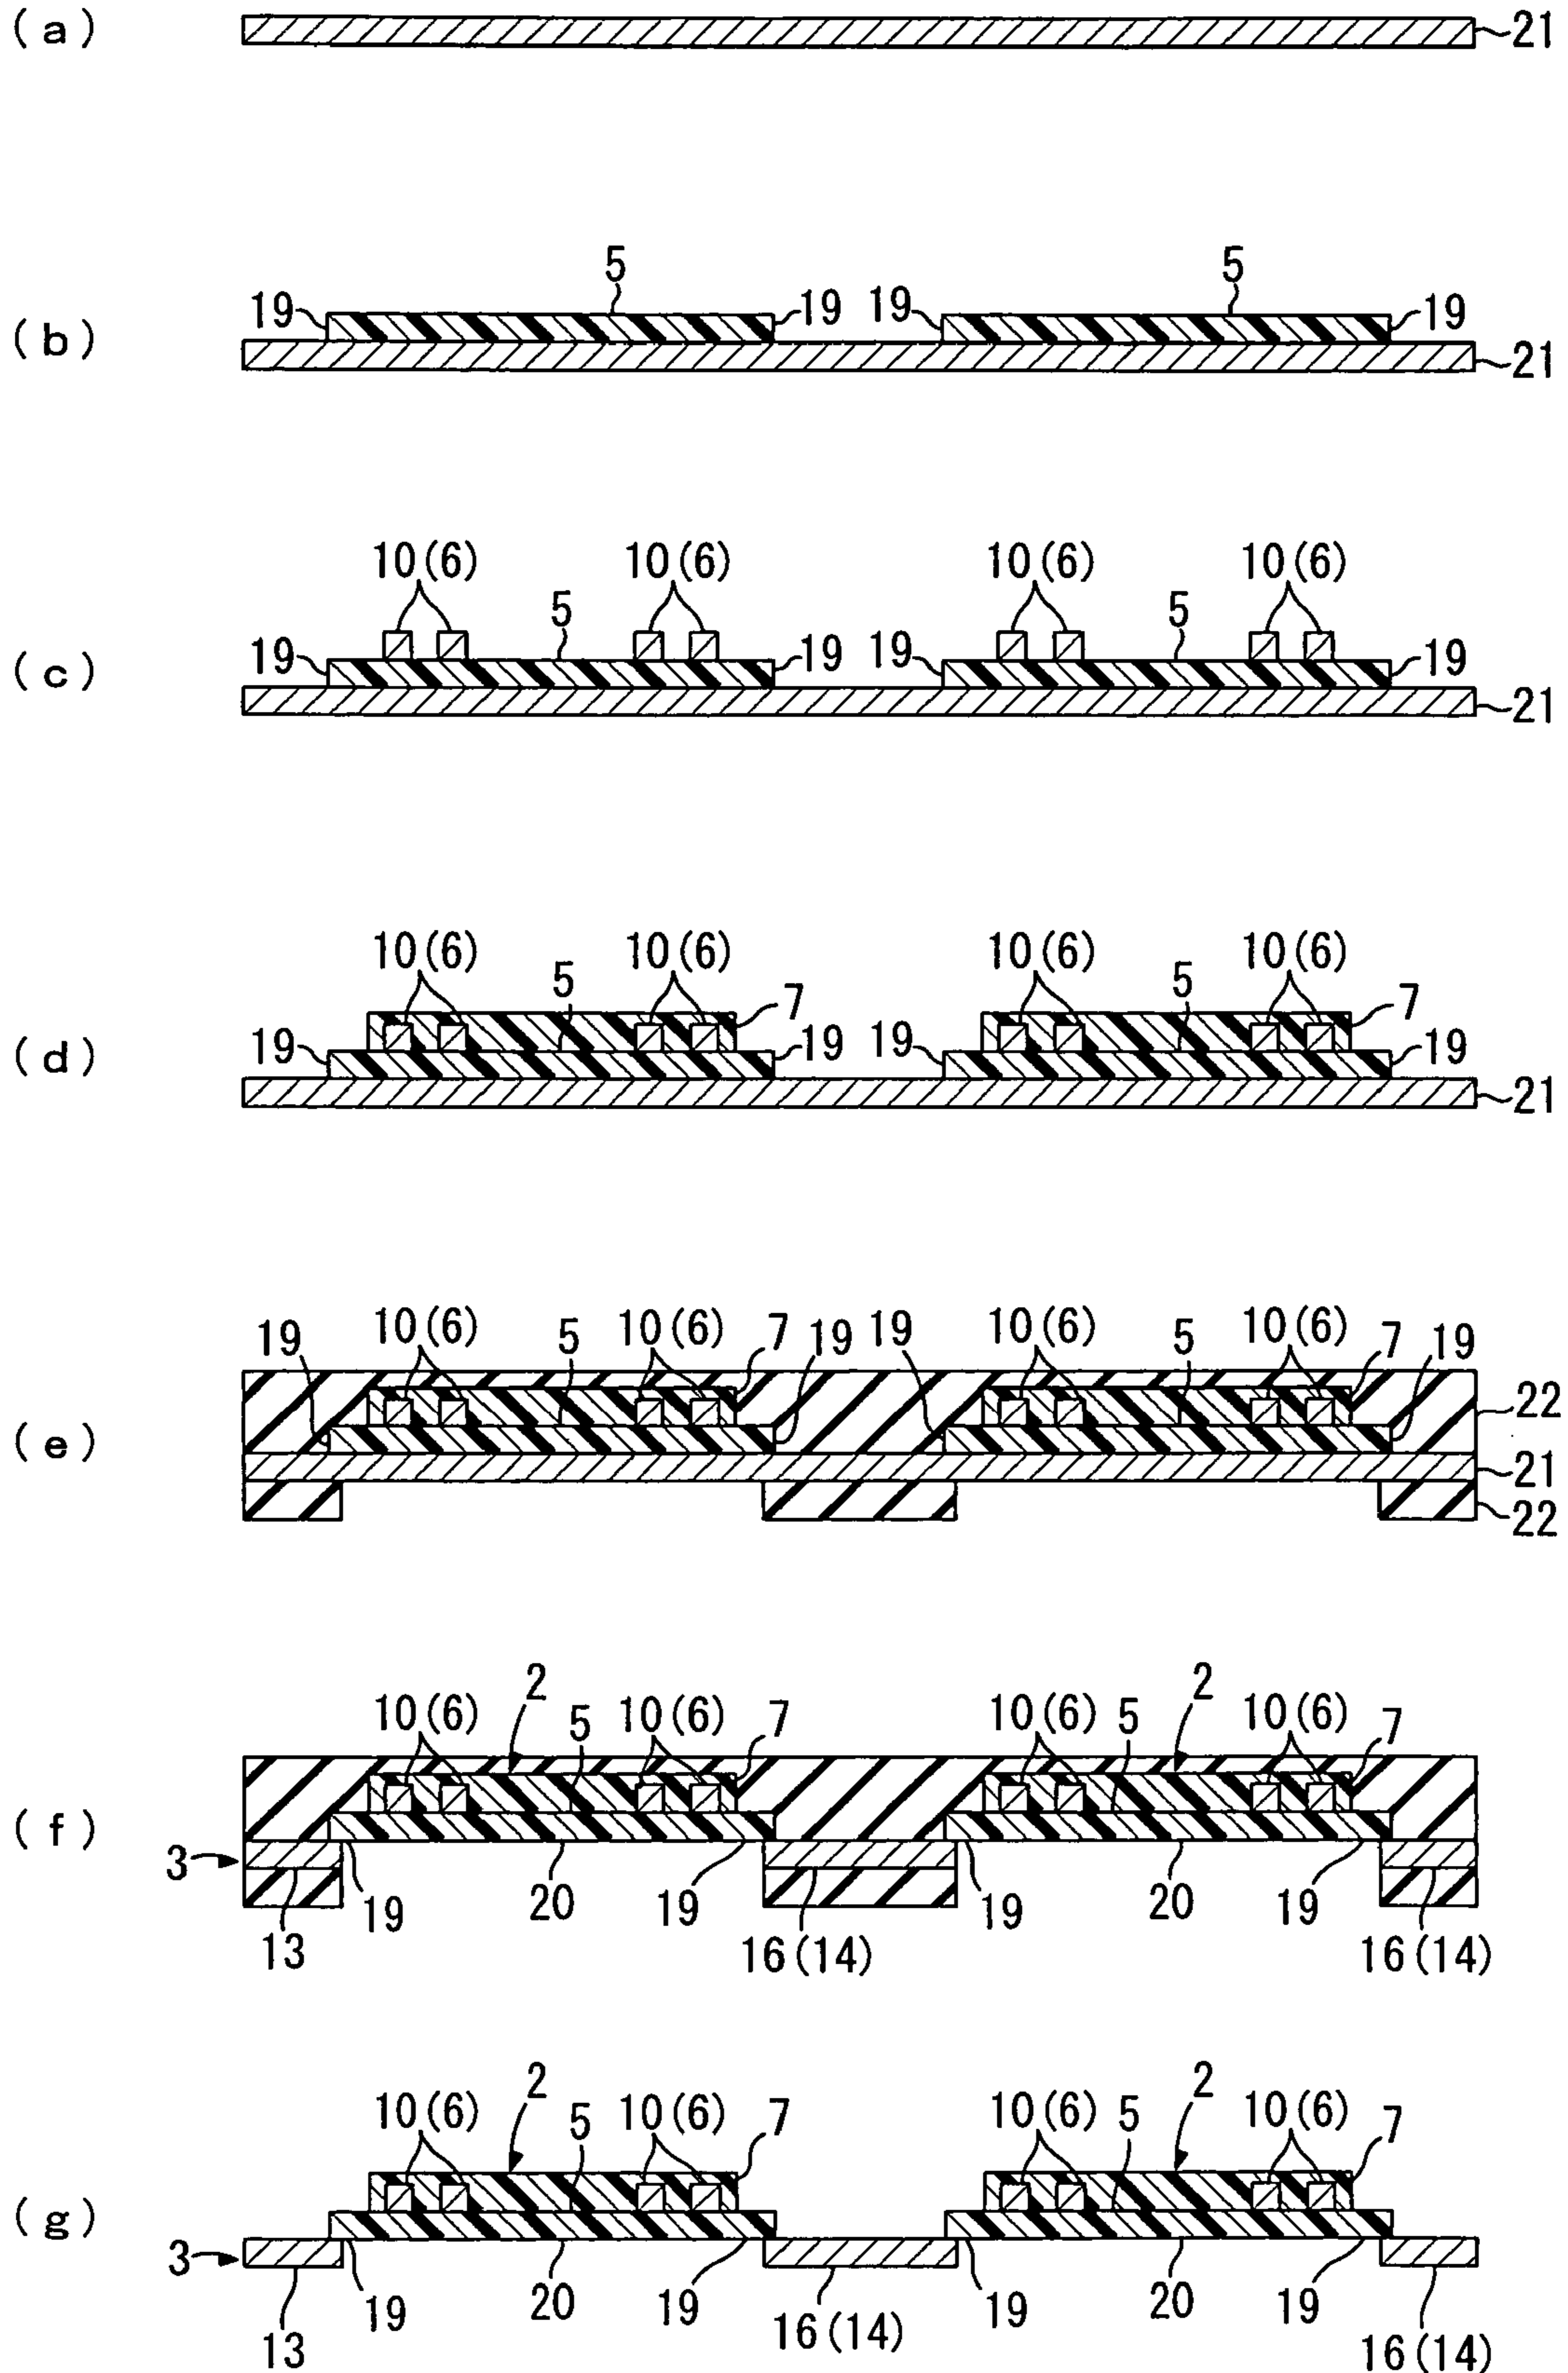 (a) 21
5 5
19 19 19 19
(b) 21
10(6) 10(6) 10(6) 10(6)
5 5
19 19 19 19
(c) 21
10(6) 10(6) 10(6) 10(6)
5 7 5 7
19 19 19 19
(d) 21
19 10(6) 5 10(6) 7 19 19 10(6) 5 10(6) 7 19
22
(e) 21
22
2 2
10(6) 5 10(6) 7 10(6) 5 10(6) 7
(f)
3
19 20 19 19 20 19
13 16(14) 16(14)
2 2
10(6) 5 10(6) 7 10(6) 5 10(6) 7
(g)
3
19 20 19 19 20 19
13 16(14) 16(14)